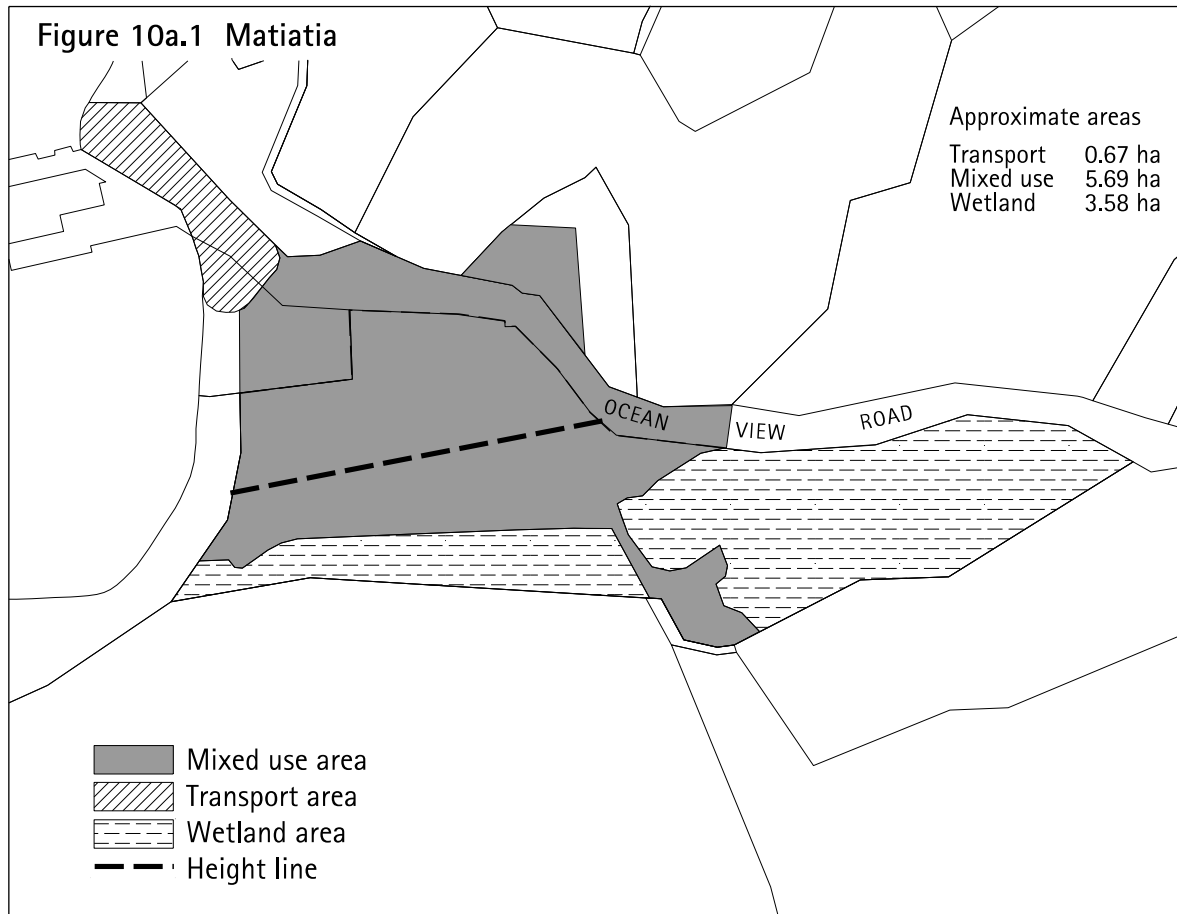 Figure 10a.1 Matiatia
Approximate areas
Transport 0.67 ha
Mixed use 5.69 ha
Wetland 3.58 ha
OCEAN VIEW ROAD
Mixed use area
Transport area
Wetland area
Height line